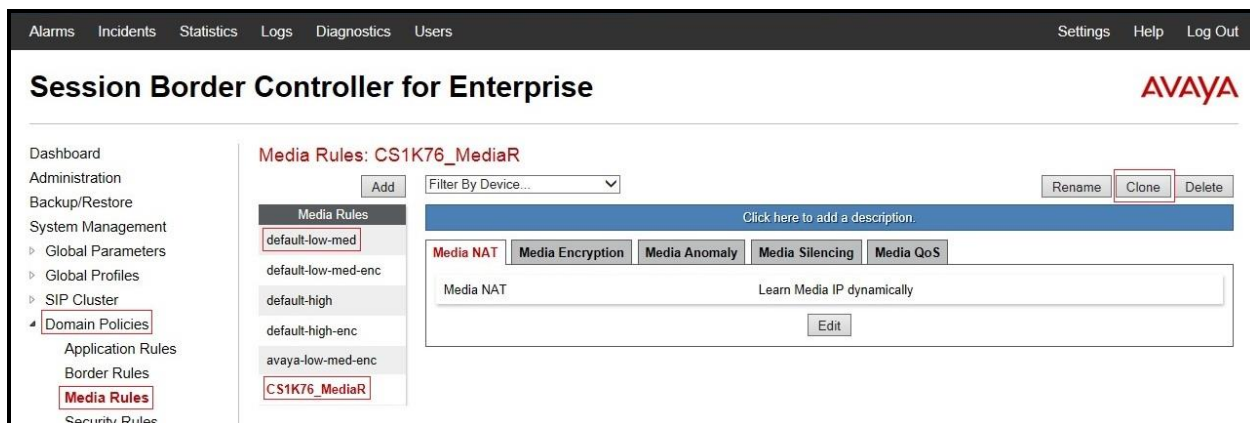 Alarms Incidents Statistics Logs Diagnostics Users Settings Help Log Out
Session Border Controller for Enterprise
AVAYA
Dashboard
Administration
Backup/Restore
System Management
Global Parameters
Global Profiles
SIP Cluster
Domain Policies
Application Rules
Border Rules
Media Rules
Security Rules
Media Rules: CS1K76_MediaR
Add
Filter By Device...
Rename Clone Delete
Media Rules
default-low-med
default-low-med-enc
default-high
default-high-enc
avaya-low-med-enc
CS1K76_MediaR
Click here to add a description.
Media NAT Media Encryption Media Anomaly Media Silencing Media QoS
Media NAT Learn Media IP dynamically
Edit